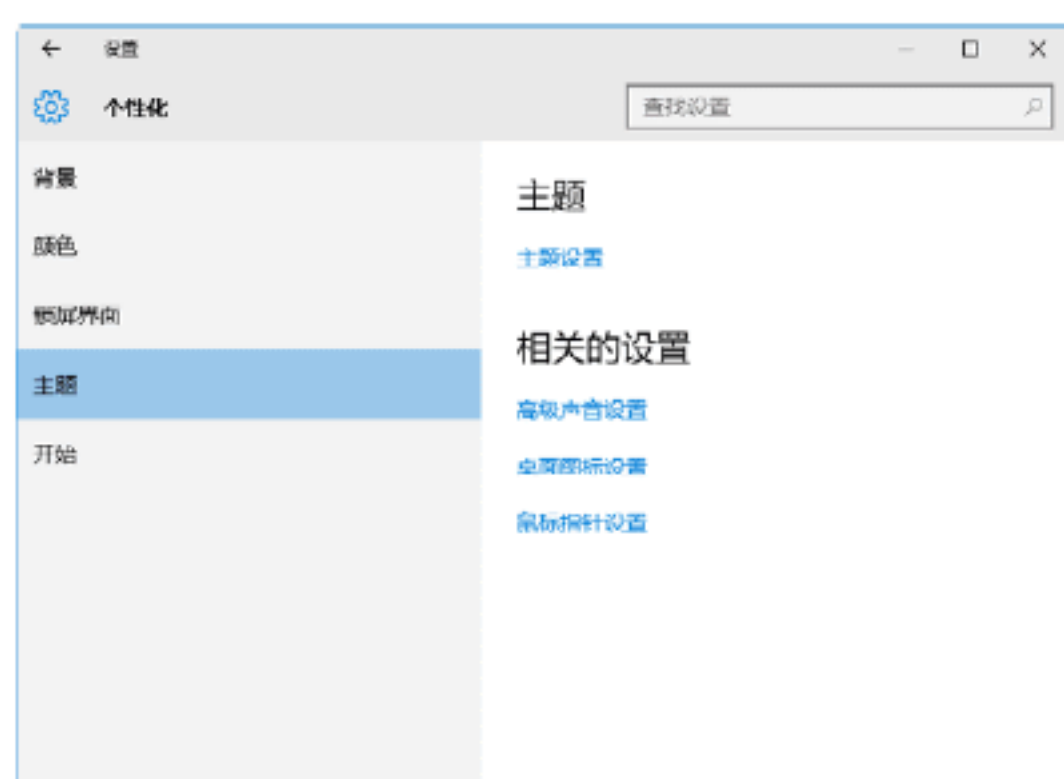 设置
个性化
查找设置
背景
颜色
锁屏界面
主题
开始
主题
主题设置
相关的设置
高级声音设置
桌面图标设置
鼠标指针设置